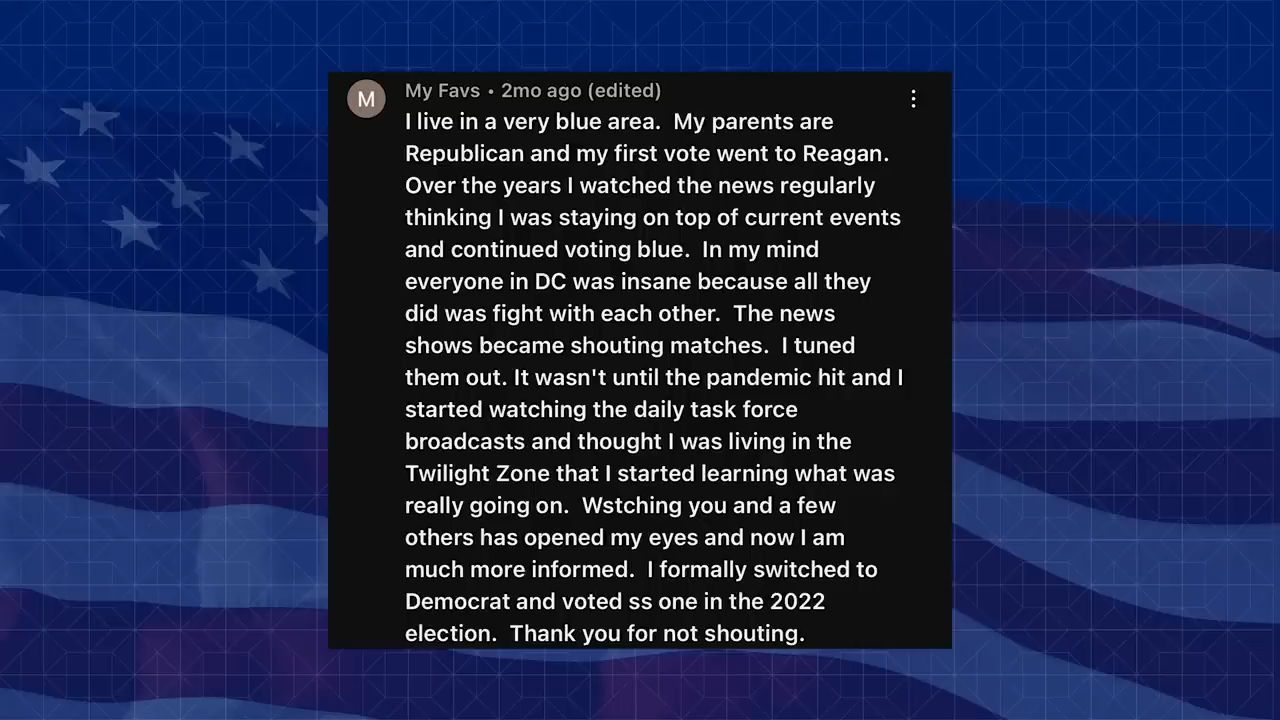 M
My Favs • 2mo ago (edited)
I live in a very blue area.  My parents are
Republican and my first vote went to Reagan.
Over the years I watched the news regularly
thinking I was staying on top of current events
and continued voting blue.  In my mind
everyone in DC was insane because all they
did was fight with each other.  The news
shows became shouting matches.  I tuned
them out. It wasn't until the pandemic hit and I
started watching the daily task force
broadcasts and thought I was living in the
Twilight Zone that I started learning what was
really going on.  Wstching you and a few
others has opened my eyes and now I am
much more informed.  I formally switched to
Democrat and voted ss one in the 2022
election.  Thank you for not shouting.